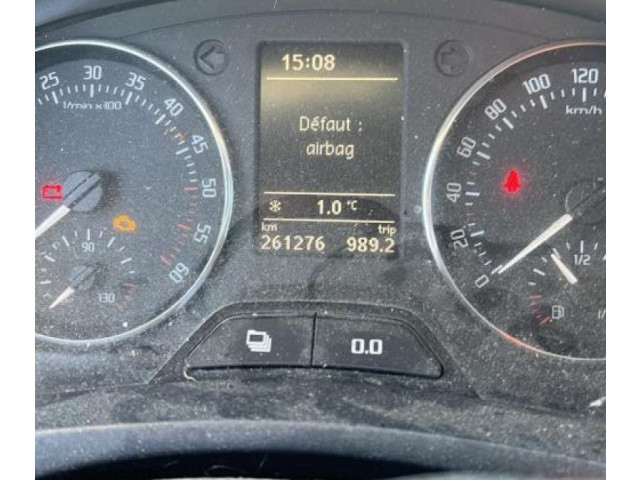 15:08
Défaut :
airbag
1.0 °C
km trip
261276 989.2
0.0
25 30 35 40 45 50 55 60
1/min x 100
90
130
0 20 40 60 80 100 120
km/h
1/2